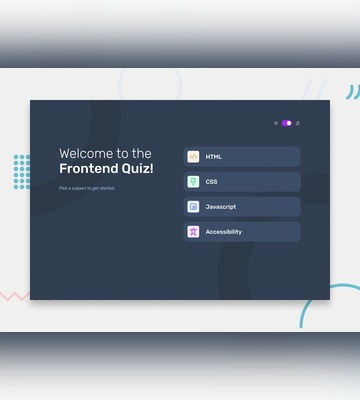 Welcome to the
Frontend Quiz!
Pick a subject to get started.
HTML
CSS
Javascript
Accessibility